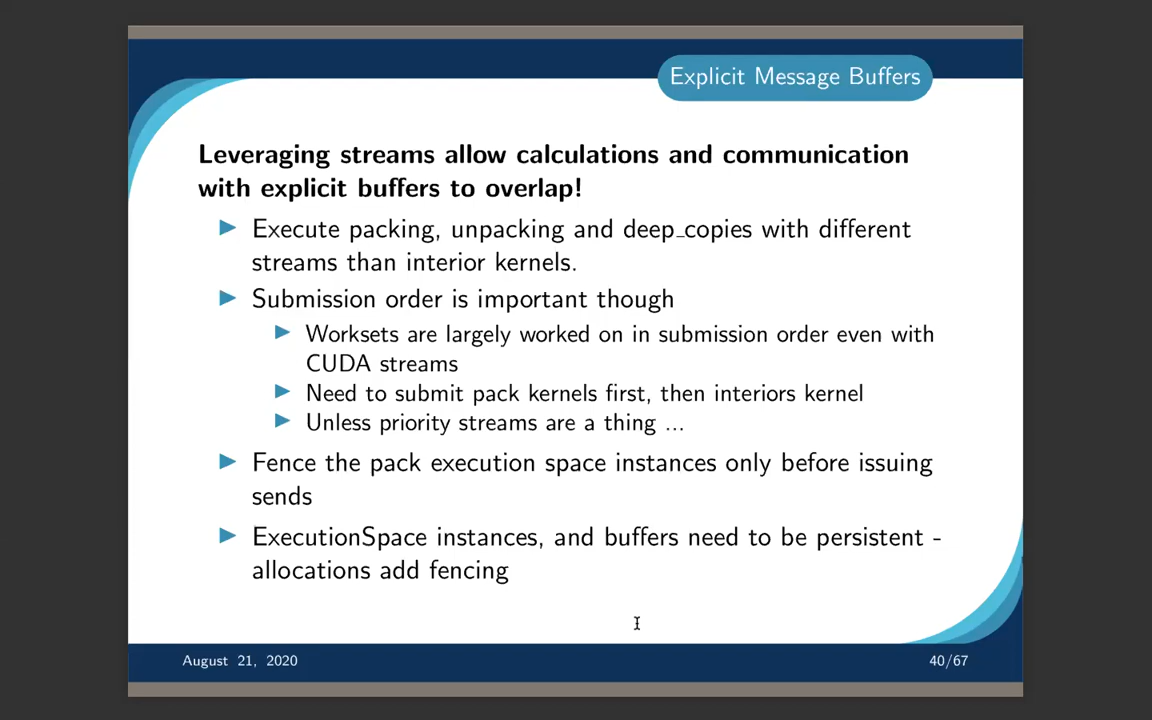 Explicit Message Buffers
Leveraging streams allow calculations and communication
with explicit buffers to overlap!
Execute packing, unpacking and deep_copies with different
streams than interior kernels.
Submission order is important though
Worksets are largely worked on in submission order even with
CUDA streams
Need to submit pack kernels first, then interiors kernel
Unless priority streams are a thing ...
Fence the pack execution space instances only before issuing
sends
ExecutionSpace instances, and buffers need to be persistent -
allocations add fencing
August 21, 2020
40/67